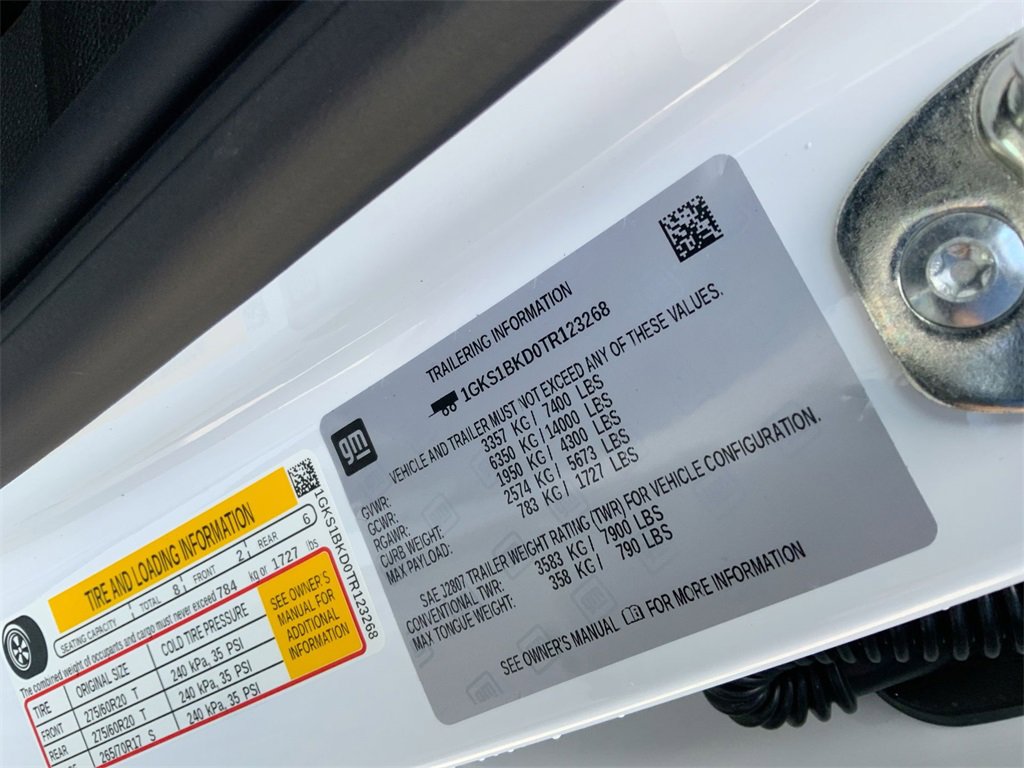 TRAILERING INFORMATION
1GKS1BKD0TR123268
gm
VEHICLE AND TRAILER MUST NOT EXCEED ANY OF THESE VALUES.
GVWR: 3357 KG / 7400 LBS
GCWR: 6350 KG / 14000 LBS
RGAWR: 1950 KG / 4300 LBS
CURB WEIGHT: 2574 KG / 5673 LBS
MAX PAYLOAD: 783 KG / 1727 LBS
SAE J2807 TRAILER WEIGHT RATING (TWR) FOR VEHICLE CONFIGURATION.
CONVENTIONAL TWR: 3583 KG / 7900 LBS
MAX TONGUE WEIGHT: 358 KG / 790 LBS
SEE OWNER'S MANUAL FOR MORE INFORMATION
TIRE AND LOADING INFORMATION
SEATING CAPACITY TOTAL 8 FRONT 2 REAR 6
The combined weight of occupants and cargo must never exceed 784 kg or 1727 lbs
TIRE ORIGINAL SIZE COLD TIRE PRESSURE
FRONT 275/60R20 T 240 kPa, 35 PSI
REAR 275/60R20 T 240 kPa, 35 PSI
265/70R17 S 240 kPa, 35 PSI
SEE OWNER'S
MANUAL FOR
ADDITIONAL
INFORMATION
1GKS1BKD0TR123268